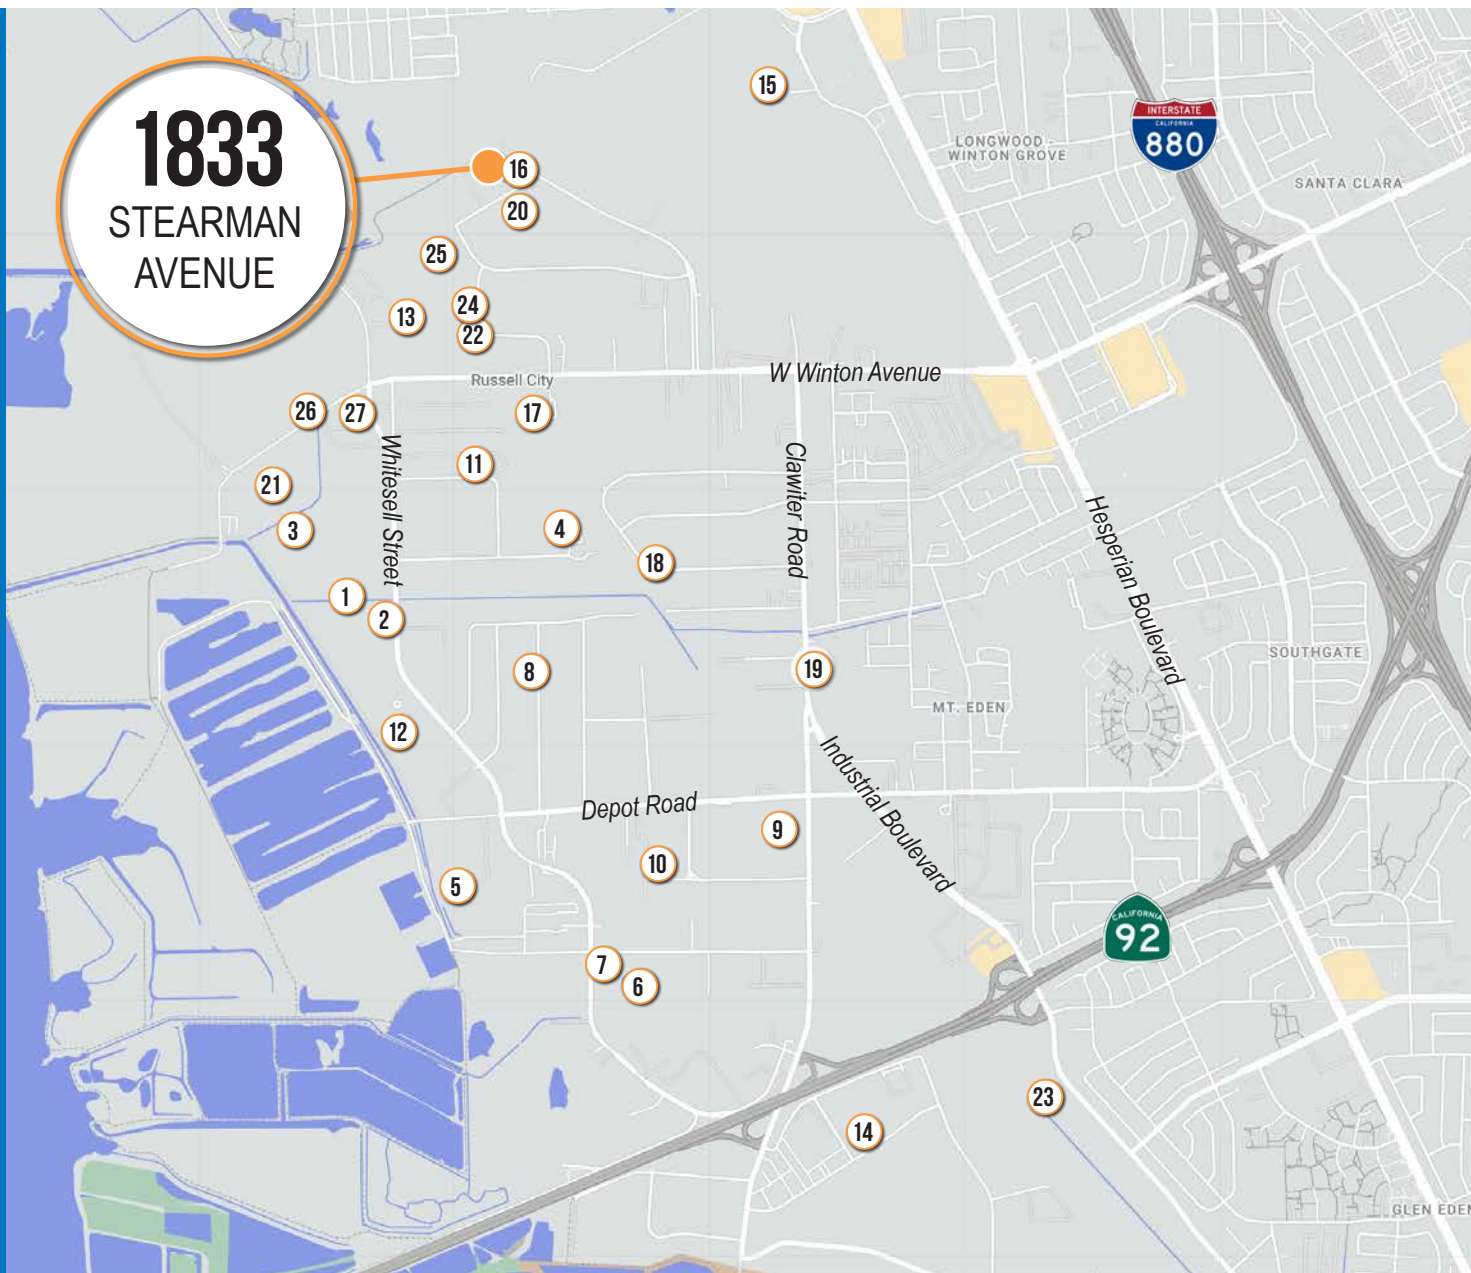 15
INTERSTATE
CALIFORNIA
880
1833
STEARMAN
AVENUE
LONGWOOD -
WINTON GROVE
16
SANTA CLARA
20
25
24
13
22
W Winton Avenue
Russell City
26
27
17
Whitesell Street
11
Clawiter Road
21
3
4
Hesperian Boulevard
18
1
2
SOUTHGATE
8
19
MT. EDEN
12
Industrial Boulevard
Depot Road
9
10
5
CALIFORNIA
92
7
6
23
14
GLEN EDEN